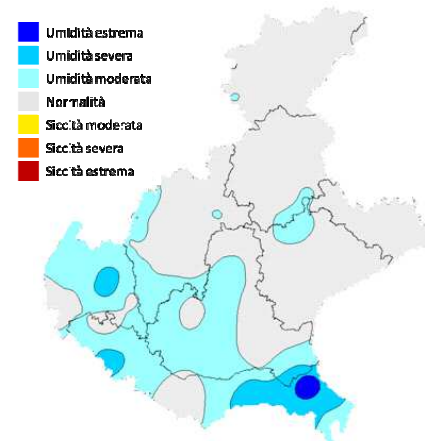 Umidità estrema
Umidità severa
Umidità moderata
Normalità
Siccità moderata
Siccità severa
Siccità estrema